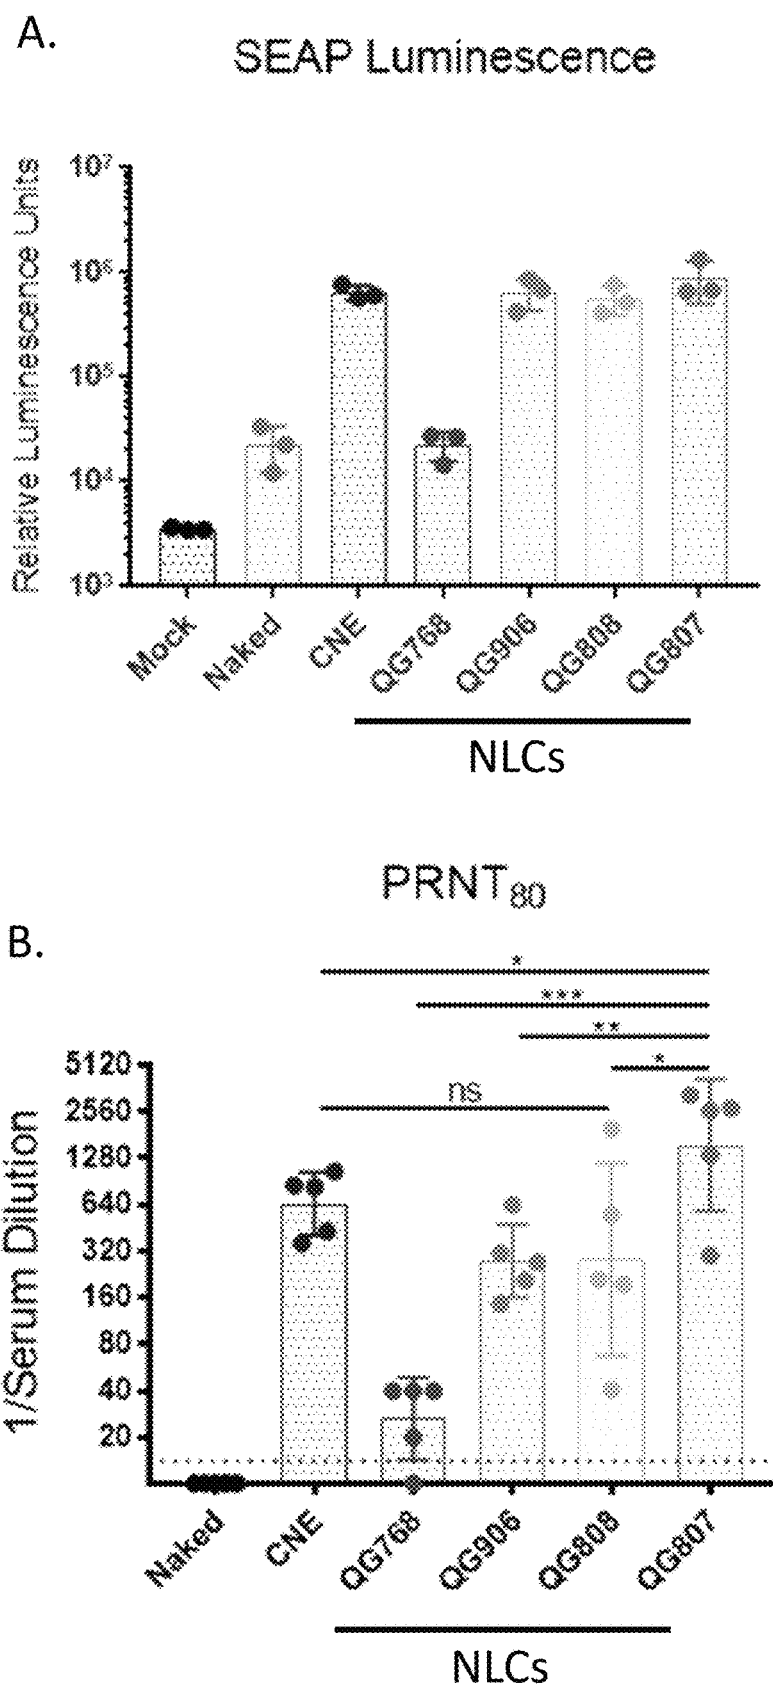 A.
SEAP Luminescence
Relative Luminescence Units
10⁷
10⁶
10⁵
10⁴
10³
Mock
Naked
CNE
QG768
QG906
QG808
QG807
NLCs
PRNT₈₀
B.
*
***
**
*
ns
1/Serum Dilution
5120
2560
1280
640
320
160
80
40
20
Naked
CNE
QG768
QG906
QG808
QG807
NLCs